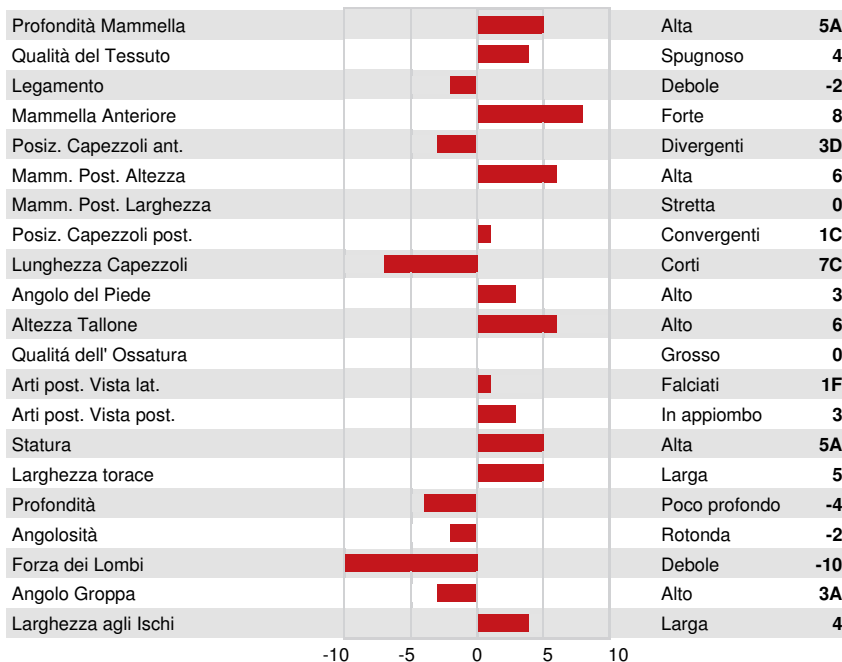 Profondità Mammella Alta 5A
Qualità del Tessuto Spugnoso 4
Legamento Debole -2
Mammella Anteriore Forte 8
Posiz. Capezzoli ant. Divergenti 3D
Mamm. Post. Altezza Alta 6
Mamm. Post. Larghezza Stretta 0
Posiz. Capezzoli post. Convergenti 1C
Lunghezza Capezzoli Corti 7C
Angolo del Piede Alto 3
Altezza Tallone Alto 6
Qualitá dell' Ossatura Grosso 0
Arti post. Vista lat. Falciati 1F
Arti post. Vista post. In appiombo 3
Statura Alta 5A
Larghezza torace Larga 5
Profondità Poco profondo -4
Angolosità Rotonda -2
Forza dei Lombi Debole -10
Angolo Groppa Alto 3A
Larghezza agli Ischi Larga 4
-10 -5 0 5 10